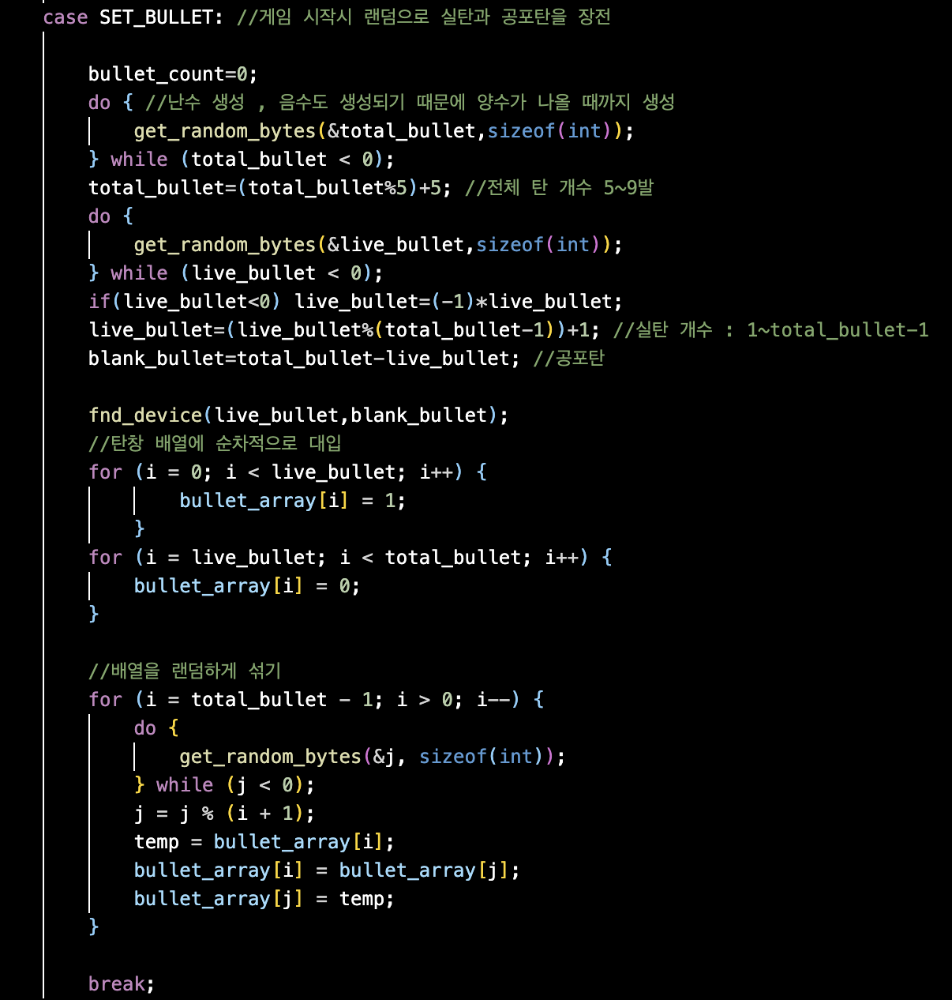 case SET_BULLET: //게임 시작시 랜덤으로 실탄과 공포탄을 장전
bullet_count=0;
do { //난수 생성 , 음수도 생성되기 때문에 양수가 나올 때까지 생성
get_random_bytes(&total_bullet,sizeof(int));
} while (total_bullet < 0);
total_bullet=(total_bullet%5)+5; //전체 탄 개수 5~9발
do {
get_random_bytes(&live_bullet,sizeof(int));
} while (live_bullet < 0);
if(live_bullet<0) live_bullet=(-1)*live_bullet;
live_bullet=(live_bullet%(total_bullet-1))+1; //실탄 개수 : 1~total_bullet-1
blank_bullet=total_bullet-live_bullet; //공포탄
fnd_device(live_bullet,blank_bullet);
//탄창 배열에 순차적으로 대입
for (i = 0; i < live_bullet; i++) {
bullet_array[i] = 1;
}
for (i = live_bullet; i < total_bullet; i++) {
bullet_array[i] = 0;
}
//배열을 랜덤하게 섞기
for (i = total_bullet - 1; i > 0; i--) {
do {
get_random_bytes(&j, sizeof(int));
} while (j < 0);
j = j % (i + 1);
temp = bullet_array[i];
bullet_array[i] = bullet_array[j];
bullet_array[j] = temp;
}
break;